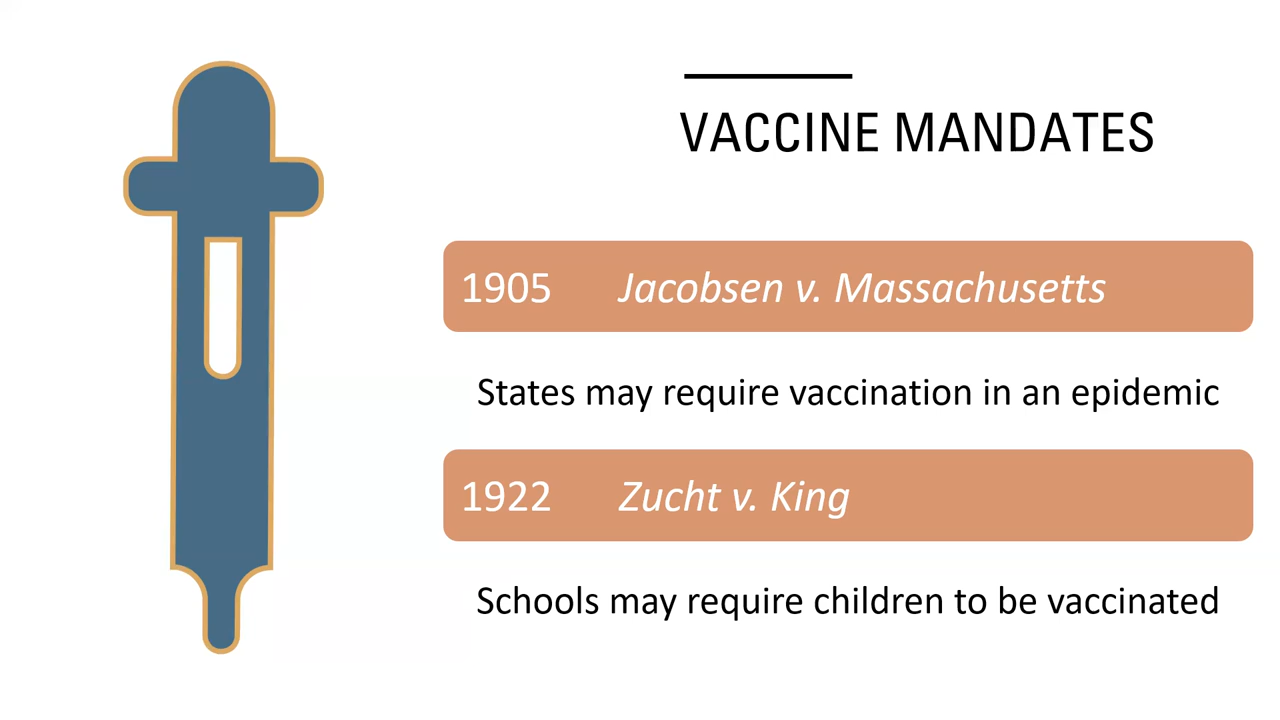 VACCINE MANDATES
1905 Jacobsen v. Massachusetts
States may require vaccination in an epidemic
1922 Zucht v. King
Schools may require children to be vaccinated